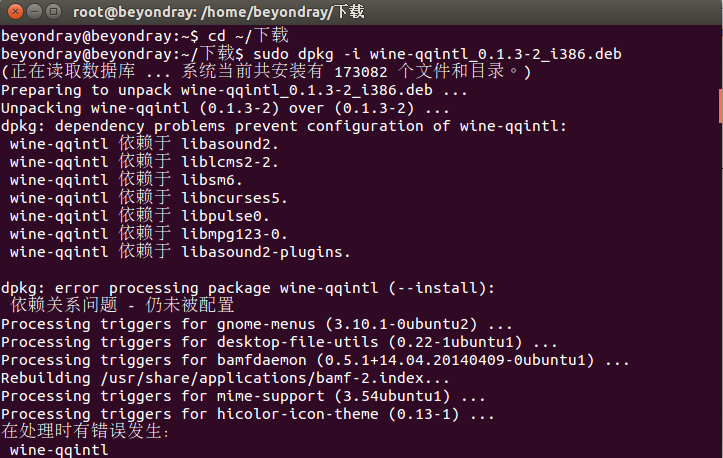 root@beyondray: /home/beyondray/下载
beyondray@beyondray:~$ cd ~/下载
beyondray@beyondray:~/下载$ sudo dpkg -i wine-qqintl_0.1.3-2_i386.deb
(正在读取数据库 ... 系统当前共安装有 173082 个文件和目录。)
Preparing to unpack wine-qqintl_0.1.3-2_i386.deb ...
Unpacking wine-qqintl (0.1.3-2) over (0.1.3-2) ...
dpkg: dependency problems prevent configuration of wine-qqintl:
wine-qqintl 依赖于 libasound2.
wine-qqintl 依赖于 liblcms2-2.
wine-qqintl 依赖于 libsm6.
wine-qqintl 依赖于 libncurses5.
wine-qqintl 依赖于 libpulse0.
wine-qqintl 依赖于 libmpg123-0.
wine-qqintl 依赖于 libasound2-plugins.
dpkg: error processing package wine-qqintl (--install):
依赖关系问题 - 仍未被配置
Processing triggers for gnome-menus (3.10.1-0ubuntu2) ...
Processing triggers for desktop-file-utils (0.22-1ubuntu1) ...
Processing triggers for bamfdaemon (0.5.1+14.04.20140409-0ubuntu1) ...
Rebuilding /usr/share/applications/bamf-2.index...
Processing triggers for mime-support (3.54ubuntu1) ...
Processing triggers for hicolor-icon-theme (0.13-1) ...
在处理时有错误发生：
wine-qqintl